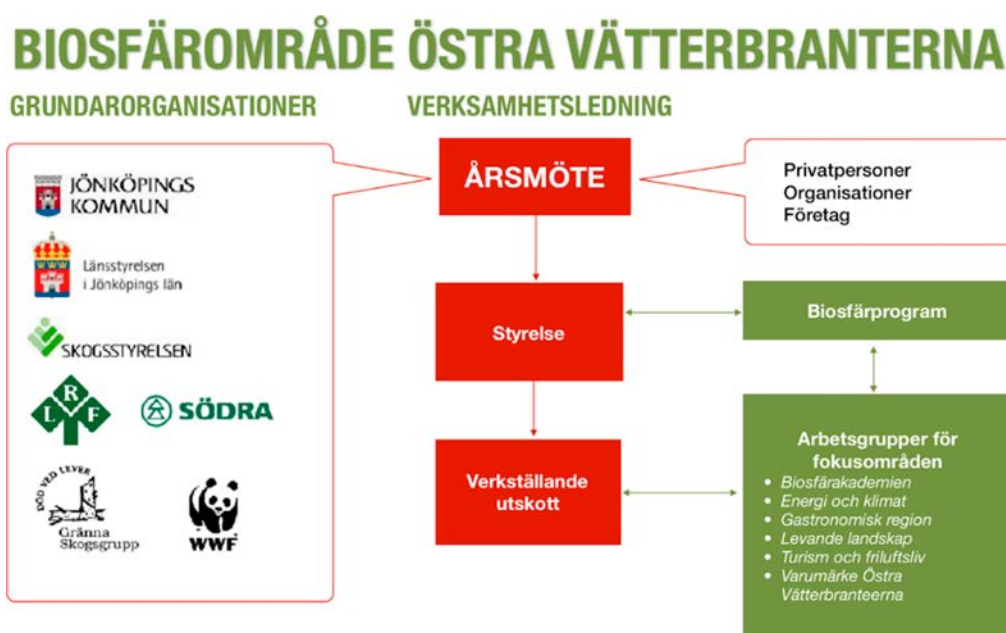 BIOSFÄROMRÅDE ÖSTRA VÄTTERBRANTERNA
GRUNDARORGANISATIONER
VERKSAMHETSLEDNING
JÖNKÖPINGS
KOMMUN
Länsstyrelsen
i Jönköpings län
SKOGSSTYRELSEN
L R F
SÖDRA
DÖD VED LEVER
Gränna
Skogsgrupp
WWF
ÅRSMÖTE
Privatpersoner
Organisationer
Företag
Styrelse
Biosfärprogram
Verkställande
utskott
Arbetsgrupper för
fokusområden
• Biosfärakademien
• Energi och klimat
• Gastronomisk region
• Levande landskap
• Turism och friluftsliv
• Varumärke Östra
Vätterbranteerna